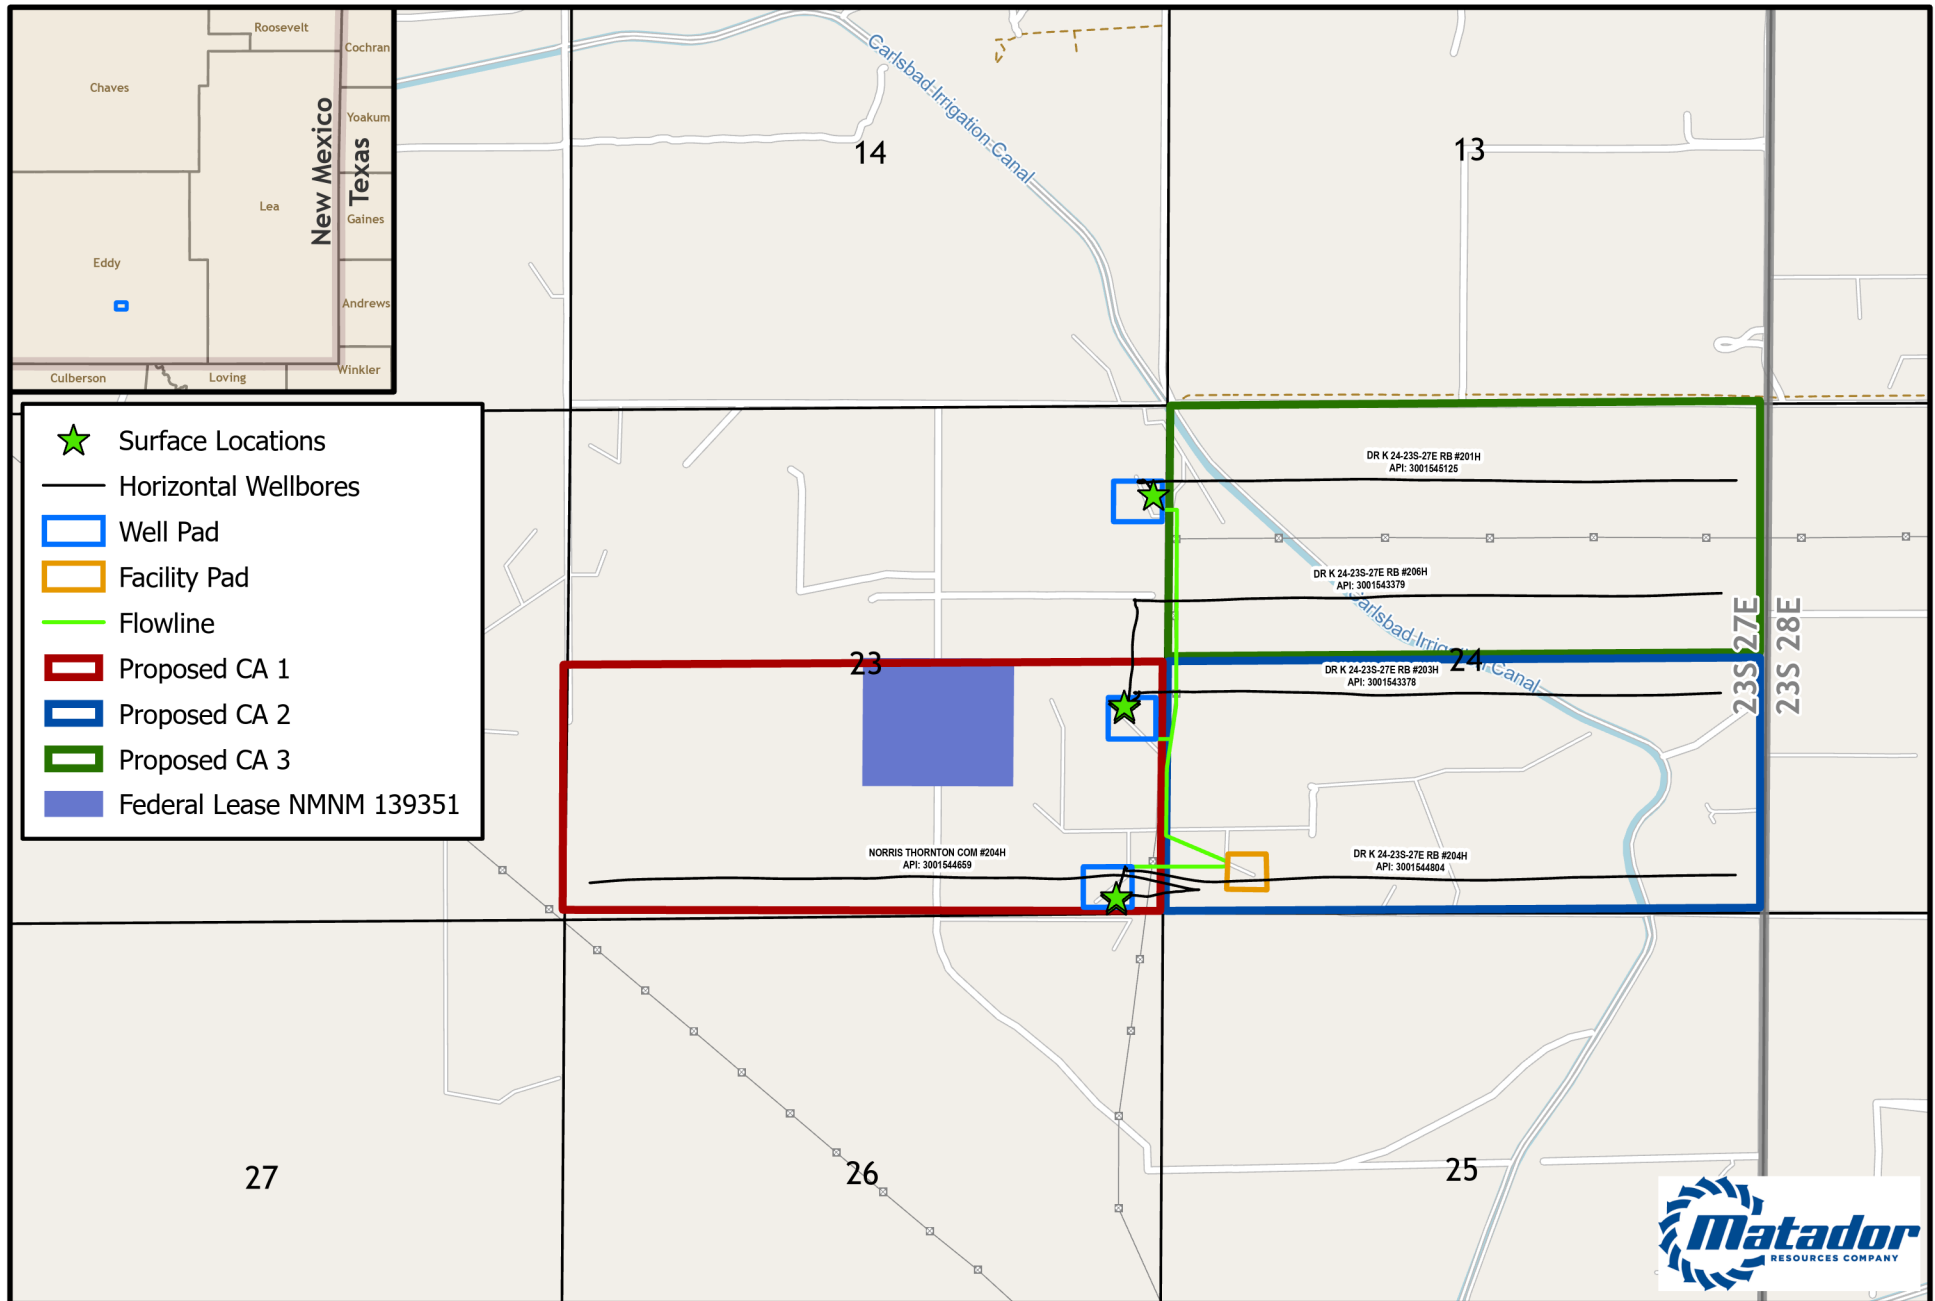 Roosevelt
Cochran
Chaves
Yoakum
New Mexico
Texas
Lea
Gaines
Eddy
Andrews
Winkler
Culberson
Loving
Surface Locations
Horizontal Wellbores
Well Pad
Facility Pad
Flowline
Proposed CA 1
Proposed CA 2
Proposed CA 3
Federal Lease NMNM 139351
Carlsbad Irrigation Canal
14
13
DR K 24-23S-27E RB #201H
API: 3001545125
DR K 24-23S-27E RB #206H
API: 3001543379
Carlsbad Irrigation Canal
23S 27E
23S 28E
23
24
DR K 24-23S-27E RB #203H
API: 3001543378
NORRIS THORNTON COM #204H
API: 3001544659
DR K 24-23S-27E RB #204H
API: 3001544804
27
26
25
Matador
RESOURCES COMPANY